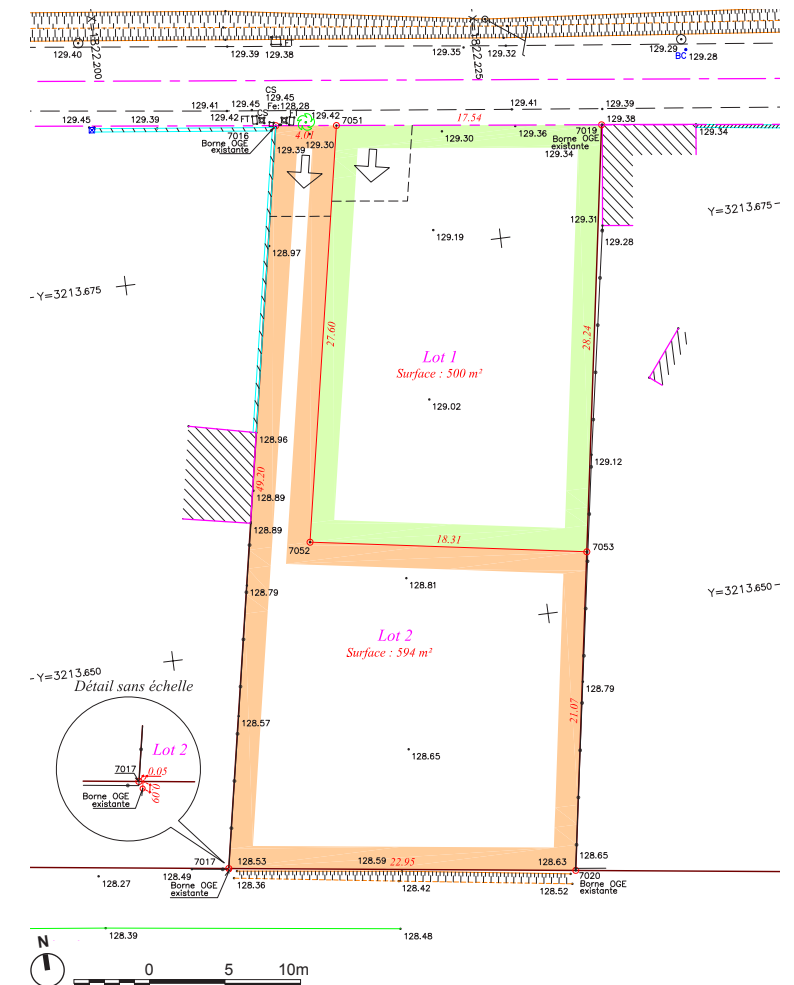 X=1822.200
X=1822.225
129.40
129.39
129.38
129.35
129.32
129.29
BC
129.28
CS
129.45
Fe:128.28
129.41
129.45
129.41
129.39
129.45
129.39
129.42
FT
CS
129.42
7051
17.54
129.38
7016
4.01
129.30
129.36
7019
129.34
Borne OGE
existante
129.39
129.30
Borne OGE
existante
129.34
129.31
Y=3213.675
129.19
129.28
128.97
Y=3213.675
27.60
28.24
Lot 1
Surface : 500 m²
129.02
128.96
129.12
49.20
128.89
128.89
18.31
7052
7053
128.81
128.79
Y=3213.650
Lot 2
Surface : 594 m²
Y=3213.650
Détail sans échelle
128.79
21.07
128.57
Lot 2
128.65
7017
0.05
0.09
Borne OGE
existante
7017
128.53
128.59
22.95
128.63
128.65
128.27
128.49
Borne OGE
existante
128.36
128.42
128.52
7020
Borne OGE
existante
128.39
128.48
N
0 5 10m